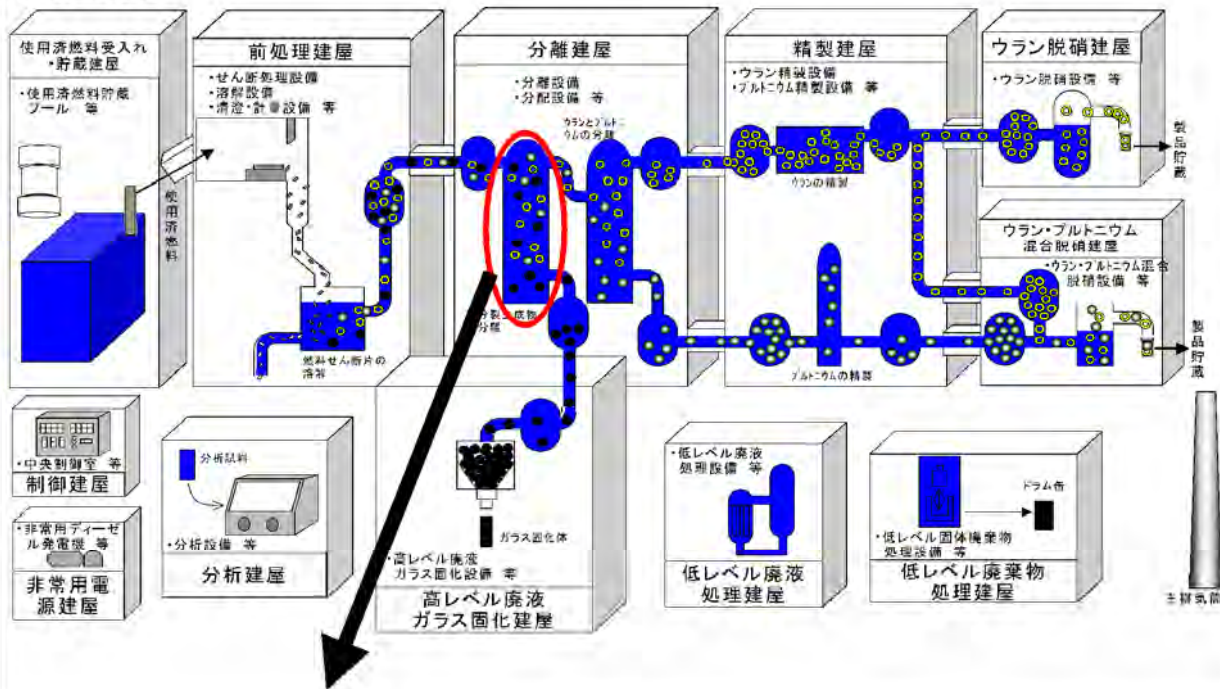 使用済燃料受入れ
・貯蔵建屋
・使用済燃料貯蔵
プール 等
使用済燃料
前処理建屋
・せん断処理設備
・溶解設備
・清澄・計量設備 等
燃料せん断片の
溶解
分離建屋
・分離設備
・分配設備 等
ウランとプルトニ
ウムの分離
分裂生成物
分離
精製建屋
・ウラン精製設備
・プルトニウム精製設備 等
ウランの精製
プルトニウムの精製
ウラン脱硝建屋
・ウラン脱硝設備 等
製品貯蔵
ウラン・プルトニウム
混合脱硝建屋
・ウラン・プルトニウム混合
脱硝設備 等
製品貯蔵
・中央制御室 等
制御建屋
・非常用ディーゼ
ル発電機 等
非常用電
源建屋
分析試料
・分析設備 等
分析建屋
ガラス固化体
・高レベル廃液
ガラス固化設備 等
高レベル廃液
ガラス固化建屋
・低レベル廃液
処理設備 等
低レベル廃液
処理建屋
ドラム缶
・低レベル固体廃棄物
処理設備等
低レベル廃棄物
処理建屋
主排気筒